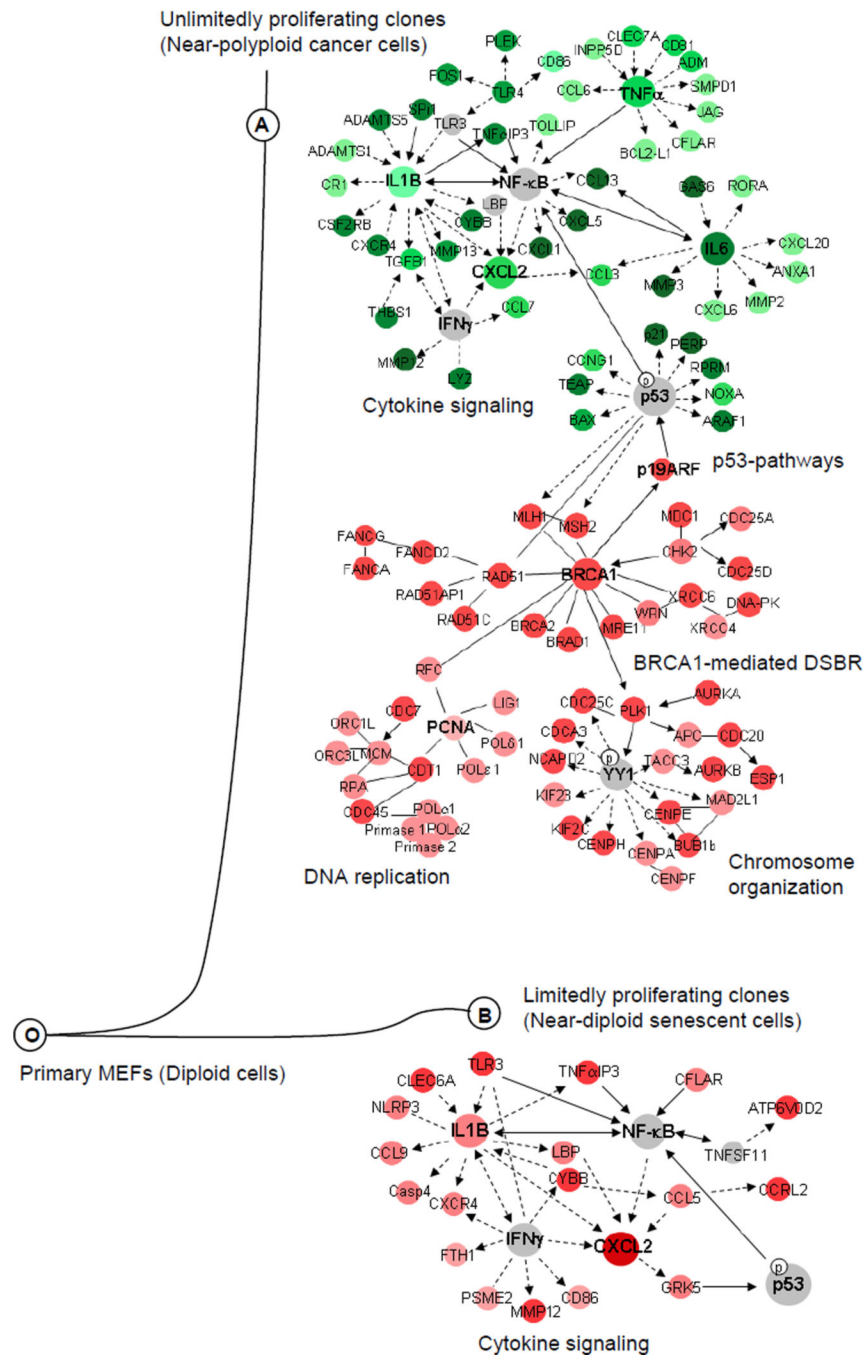 Unlimitedly proliferating clones
(Near-polyploid cancer cells)
A
PLEK
CLEC7A
INPP5D
CD81
FOS1
CD86
ADM
TLR4
CCL6
TNFα
SMPD1
SPI1
ADAMTS5
TLR3
TNFαIP3
TOLLIP
JAG
ADAMTS1
BCL2-L1
CFLAR
CR1
IL1B
NF-κB
CCL13
GAS6
RORA
LBP
CSF2RB
CYBB
CXCL5
CXCR4
MMP13
CXCL1
IL6
CXCL20
TGFB1
CXCL2
CCL3
ANXA1
MMP3
MMP2
THBS1
IFNγ
CCL7
CXCL6
MMP12
p21
PERP
LYZ
CCNG1
RPRM
TEAP
p
p53
NOXA
Cytokine signaling
BAX
ARAF1
p19ARF
p53-pathways
MLH1
MSH2
MDC1
CDC25A
FANCG
FANCD2
CHK2
FANCA
RAD51
BRCA1
CDC25D
RAD51AP1
XRCC6
DNA-PK
RAD51C
WRN
BRCA2
MRE11
XRCC4
BRAD1
BRCA1-mediated DSBR
RFC
AURKA
CDC7
LIG1
CDC25C
PLK1
ORC1L
PCNA
CDCA3
APC
CDC20
ORC3L
MCM
POLδ1
NCAPD2
p
TACC3
CDT1
POLε1
YY1
AURKB
ESP1
RPA
KIF23
MAD2L1
CDC45
POLα1
CENPE
Primase 1
POLα2
KIF2C
Primase 2
CENPH
BUB1b
CENPA
CENPF
DNA replication
Chromosome
organization
Limitedly proliferating clones
(Near-diploid senescent cells)
B
O
Primary MEFs (Diploid cells)
TLR3
TNFαIP3
CFLAR
CLEC6A
NLRP3
ATP6V0D2
IL1B
NF-κB
CCL9
LBP
TNFSF11
CYBB
Casp4
CCL5
CCRL2
CXCR4
IFNγ
CXCL2
FTH1
p
GRK5
p53
PSME2
CD86
MMP12
Cytokine signaling